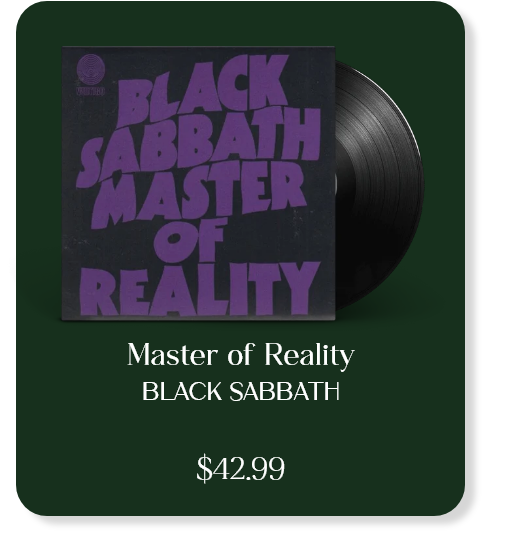 BLACK
SABBATH
MASTER
OF
REALITY
Master of Reality
BLACK SABBATH
$42.99